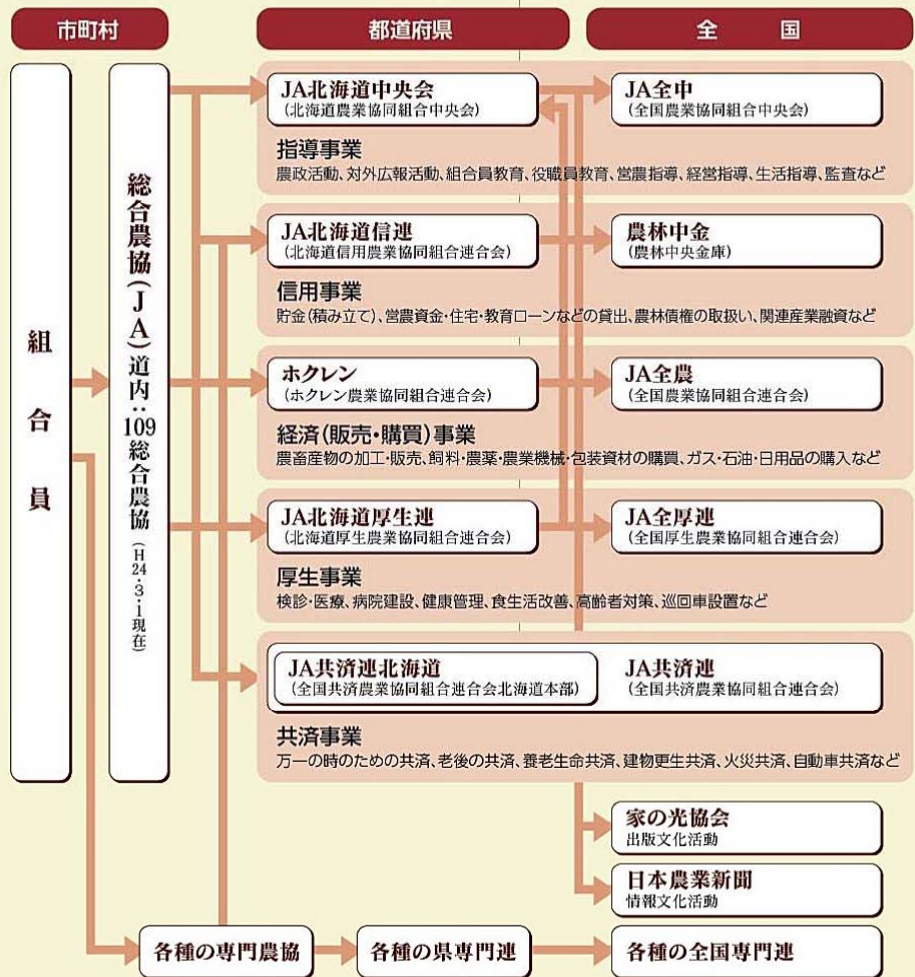 市町村
都道府県
全国
組合員
総合農協(JA)道内:109総合農協(H24・3・1現在)
JA北海道中央会
(北海道農業協同組合中央会)
JA全中
(全国農業協同組合中央会)
指導事業
農政活動、対外広報活動、組合員教育、役職員教育、営農指導、経営指導、生活指導、監査など
JA北海道信連
(北海道信用農業協同組合連合会)
農林中金
(農林中央金庫)
信用事業
貯金(積み立て)、営農資金・住宅・教育ローンなどの貸出、農林債権の取扱い、関連産業融資など
ホクレン
(ホクレン農業協同組合連合会)
JA全農
(全国農業協同組合連合会)
経済(販売・購買)事業
農畜産物の加工・販売、飼料・農薬・農業機械・包装資材の購買、ガス・石油・日用品の購入など
JA北海道厚生連
(北海道厚生農業協同組合連合会)
JA全厚連
(全国厚生農業協同組合連合会)
厚生事業
検診・医療、病院建設、健康管理、食生活改善、高齢者対策、巡回車設置など
JA共済連北海道
(全国共済農業協同組合連合会北海道本部)
JA共済連
(全国共済農業協同組合連合会)
共済事業
万一の時のための共済、老後の共済、養老生命共済、建物更生共済、火災共済、自動車共済など
家の光協会
出版文化活動
日本農業新聞
情報文化活動
各種の専門農協
各種の県専門連
各種の全国専門連